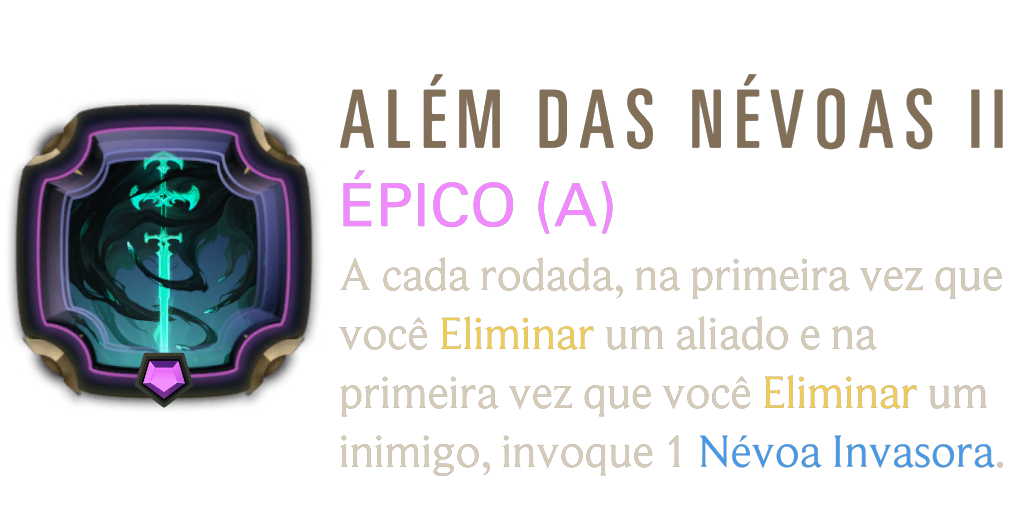 ALÉM DAS NÉVOAS II
ÉPICO (A)
A cada rodada, na primeira vez que
você Eliminar um aliado e na
primeira vez que você Eliminar um
inimigo, invoque 1 Névoa Invasora.